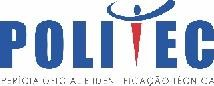 POLITEC
PERÍCIA OFICIAL E IDENTIFICAÇÃO TÉCNICA